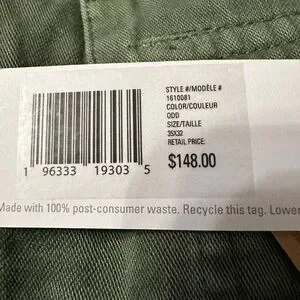 STYLE #/MODÈLE #
1610081
COLOR/COULEUR
ODD
SIZE/TAILLE
35X32
RETAIL PRICE:
$148.00
1 96333 19303 5
Made with 100% post-consumer waste. Recycle this tag. Lower